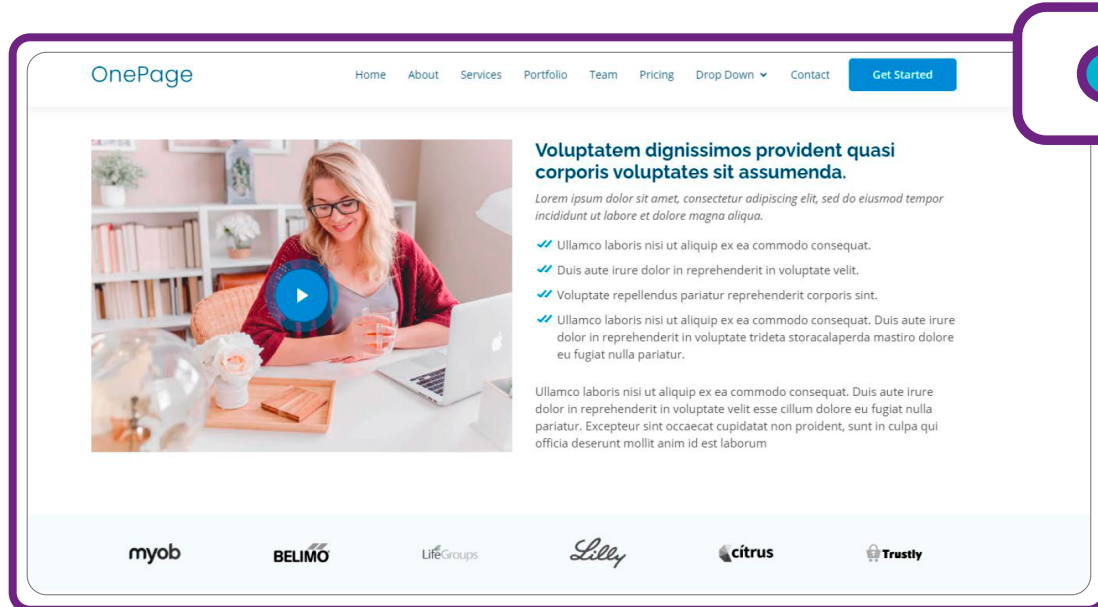 OnePage
Home About Services Portfolio Team Pricing Drop Down Contact Get Started
Voluptatem dignissimos provident quasi
corporis voluptates sit assumenda.
Lorem ipsum dolor sit amet, consectetur adipiscing elit, sed do eiusmod tempor
incididunt ut labore et dolore magna aliqua.
Ullamco laboris nisi ut aliquip ex ea commodo consequat.
Duis aute irure dolor in reprehenderit in voluptate velit.
Voluptate repellendus pariatur reprehenderit corporis sint.
Ullamco laboris nisi ut aliquip ex ea commodo consequat. Duis aute irure
dolor in reprehenderit in voluptate trideta storacalaperda mastiro dolore
eu fugiat nulla pariatur.
Ullamco laboris nisi ut aliquip ex ea commodo consequat. Duis aute irure
dolor in reprehenderit in voluptate velit esse cillum dolore eu fugiat nulla
pariatur. Excepteur sint occaecat cupidatat non proident, sunt in culpa qui
officia deserunt mollit anim id est laborum
myob BELIMO LifeGroups Lilly citrus Trustly